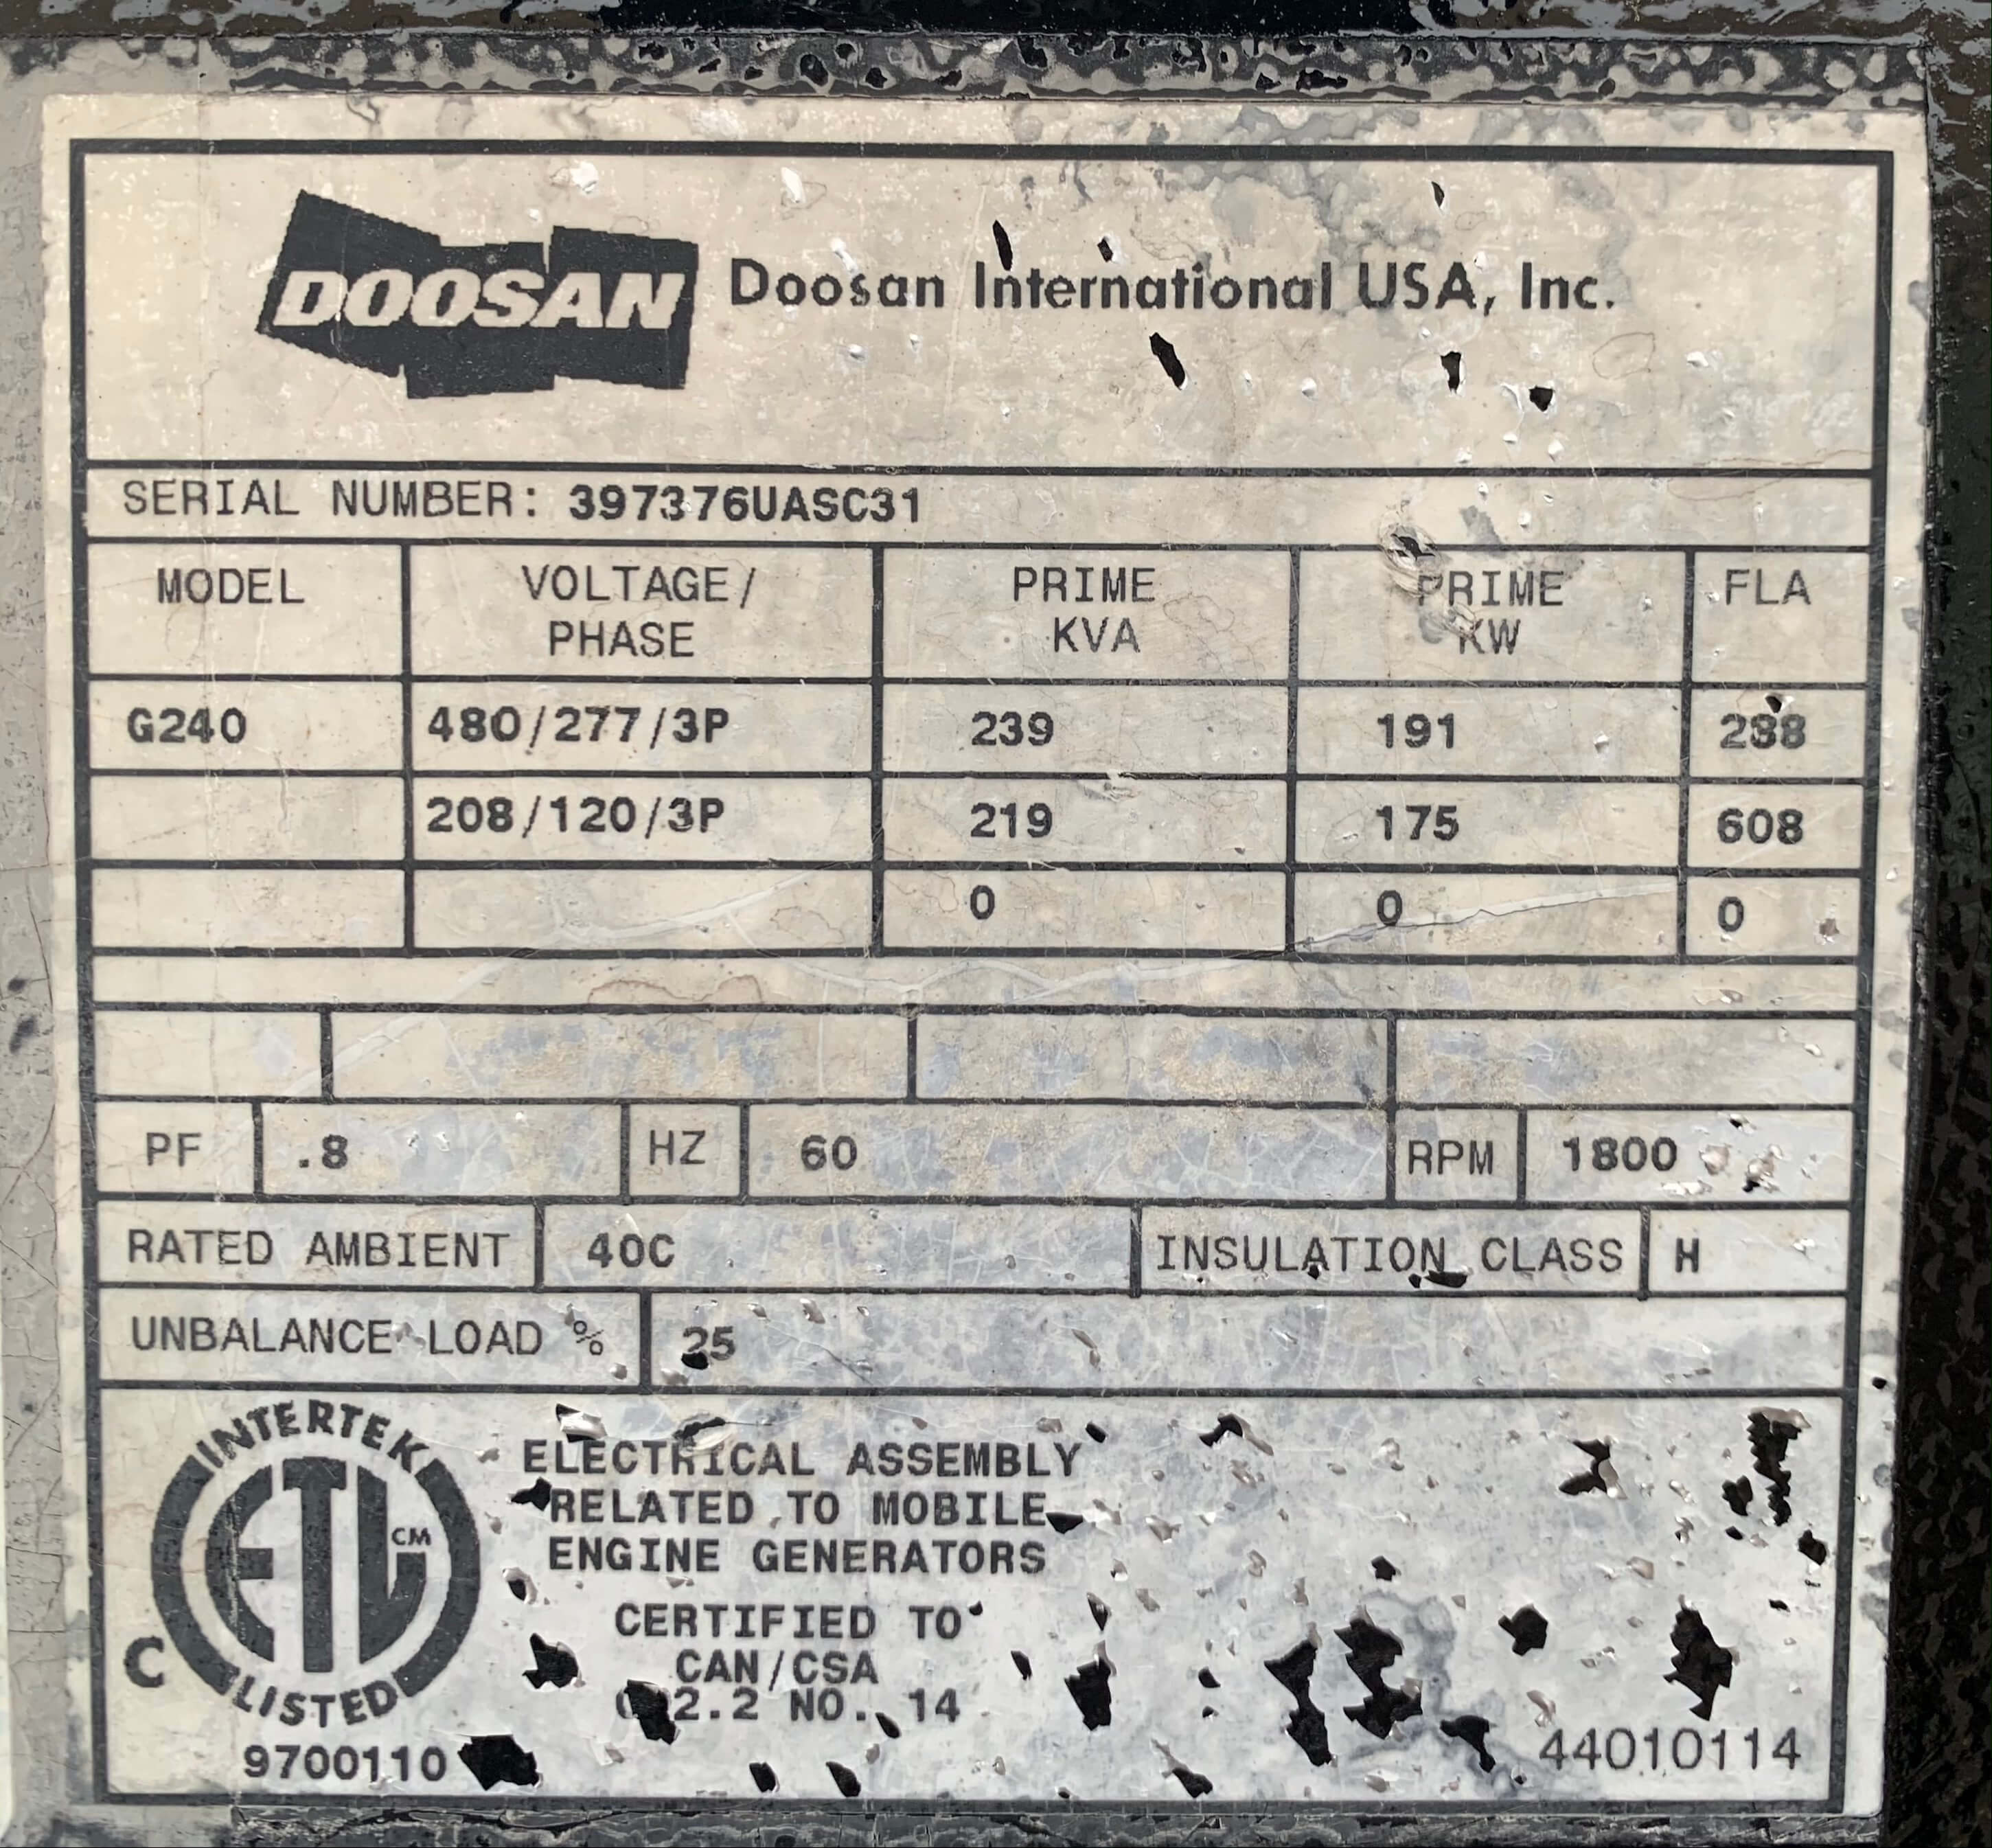 DOOSAN Doosan International USA, Inc.
SERIAL NUMBER: 397376UASC31
MODEL VOLTAGE/ PHASE PRIME KVA PRIME KW FLA
G240 480/277/3P 239 191 288
208/120/3P 219 175 608
0 0 0
PF .8 HZ 60 RPM 1800
RATED AMBIENT 40C INSULATION CLASS H
UNBALANCE LOAD % 25
INTERTEK
ETL CM
LISTED
C
9700110
ELECTRICAL ASSEMBLY
RELATED TO MOBILE
ENGINE GENERATORS
CERTIFIED TO
CAN/CSA
2.2 NO. 14
44010114